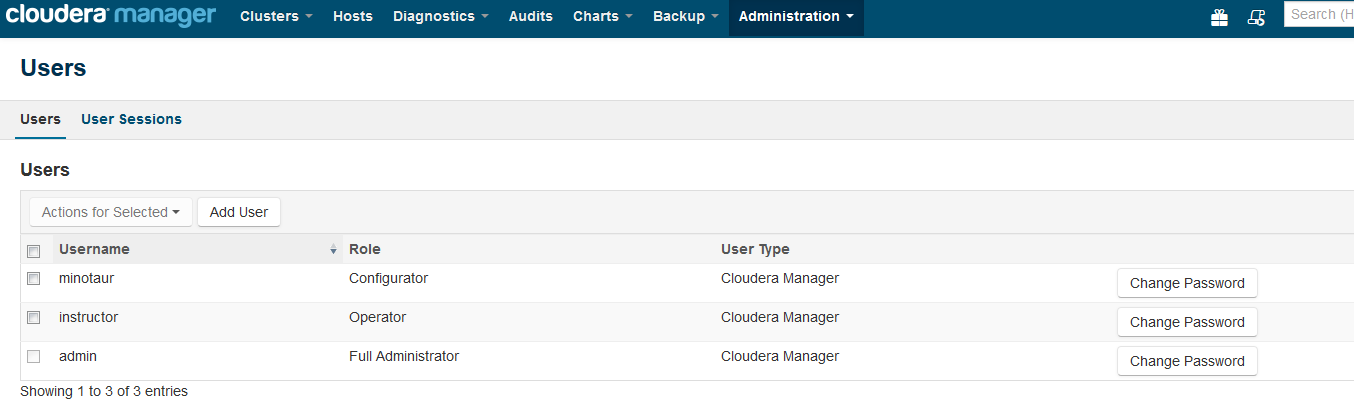 cloudera manager Clusters Hosts Diagnostics Audits Charts Backup Administration Search (H
Users
Users User Sessions
Users
Actions for Selected Add User
Username Role User Type
minotaur Configurator Cloudera Manager Change Password
instructor Operator Cloudera Manager Change Password
admin Full Administrator Cloudera Manager Change Password
Showing 1 to 3 of 3 entries